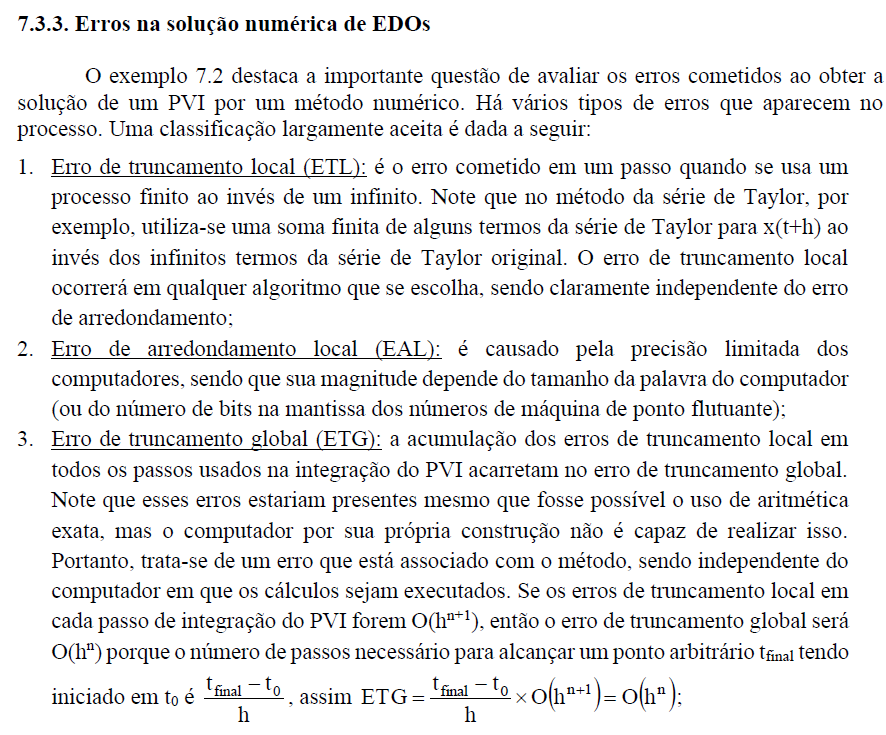 7.3.3. Erros na solução numérica de EDOs
O exemplo 7.2 destaca a importante questão de avaliar os erros cometidos ao obter a
solução de um PVI por um método numérico. Há vários tipos de erros que aparecem no
processo. Uma classificação largamente aceita é dada a seguir:
1. Erro de truncamento local (ETL): é o erro cometido em um passo quando se usa um
processo finito ao invés de um infinito. Note que no método da série de Taylor, por
exemplo, utiliza-se uma soma finita de alguns termos da série de Taylor para x(t+h) ao
invés dos infinitos termos da série de Taylor original. O erro de truncamento local
ocorrerá em qualquer algoritmo que se escolha, sendo claramente independente do erro
de arredondamento;
2. Erro de arredondamento local (EAL): é causado pela precisão limitada dos
computadores, sendo que sua magnitude depende do tamanho da palavra do computador
(ou do número de bits na mantissa dos números de máquina de ponto flutuante);
3. Erro de truncamento global (ETG): a acumulação dos erros de truncamento local em
todos os passos usados na integração do PVI acarretam no erro de truncamento global.
Note que esses erros estariam presentes mesmo que fosse possível o uso de aritmética
exata, mas o computador por sua própria construção não é capaz de realizar isso.
Portanto, trata-se de um erro que está associado com o método, sendo independente do
computador em que os cálculos sejam executados. Se os erros de truncamento local em
cada passo de integração do PVI forem O(hⁿ⁺¹), então o erro de truncamento global será
O(hⁿ) porque o número de passos necessário para alcançar um ponto arbitrário t_final tendo
iniciado em t₀ é (t_final − t₀)/h, assim ETG = (t_final − t₀)/h × O(hⁿ⁺¹) = O(hⁿ);